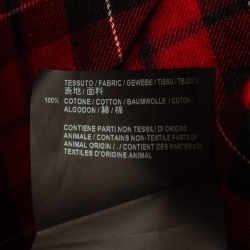 TESSUTO / FABRIC / GEWEBE / TISSU / TEJIDO /
表地 / 面料
100% COTONE / COTTON / BAUMWOLLE / COTON /
ALGODON / 綿 / 棉
CONTIENE PARTI NON TESSILI DI ORIGINE
ANIMALE / CONTAINS NON-TEXTILE PARTS OF
ANIMAL ORIGIN / . / CONTIENT DES PARTIES NON
TEXTILES D'ORIGINE ANIMAL